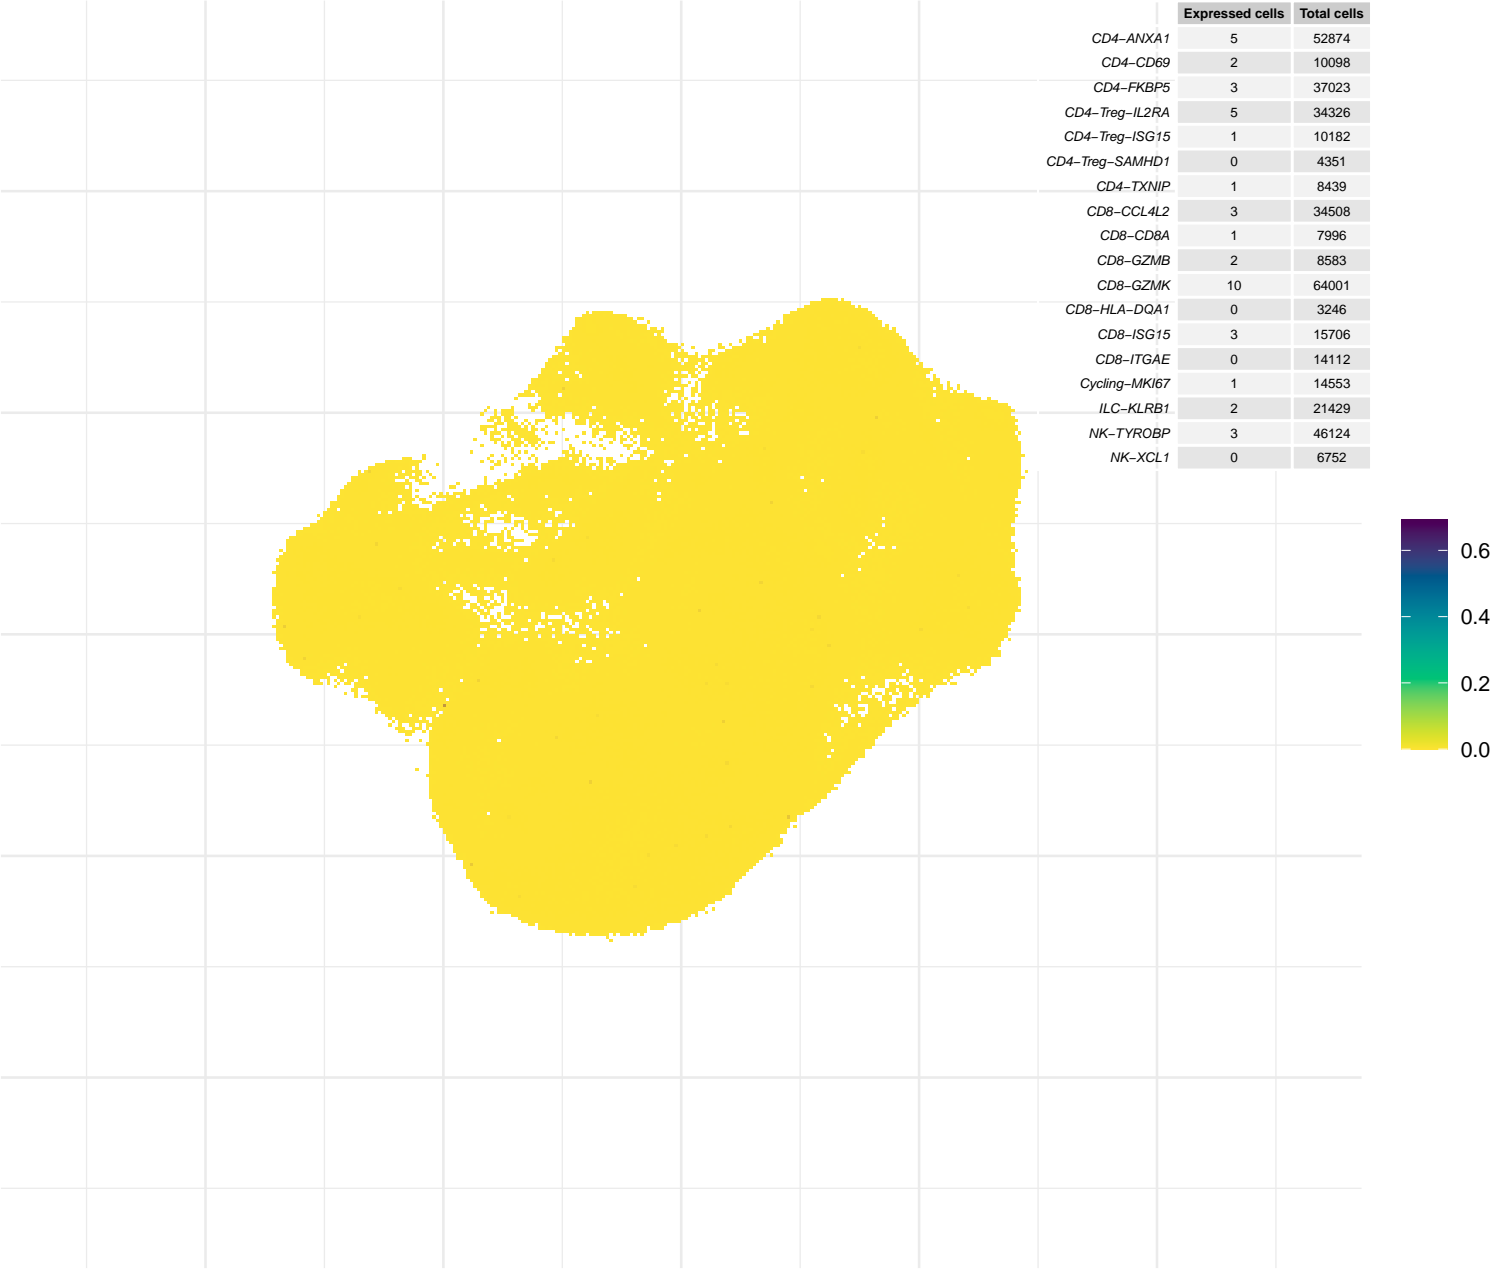 Expressed cells Total cells
CD4−ANXA1 5 52874
CD4−CD69 2 10098
CD4−FKBP5 3 37023
CD4−Treg−IL2RA 5 34326
CD4−Treg−ISG15 1 10182
CD4−Treg−SAMHD1 0 4351
CD4−TXNIP 1 8439
CD8−CCL4L2 3 34508
CD8−CD8A 1 7996
CD8−GZMB 2 8583
CD8−GZMK 10 64001
CD8−HLA−DQA1 0 3246
CD8−ISG15 3 15706
CD8−ITGAE 0 14112
Cycling−MKI67 1 14553
ILC−KLRB1 2 21429
NK−TYROBP 3 46124
NK−XCL1 0 6752
0.6
0.4
0.2
0.0